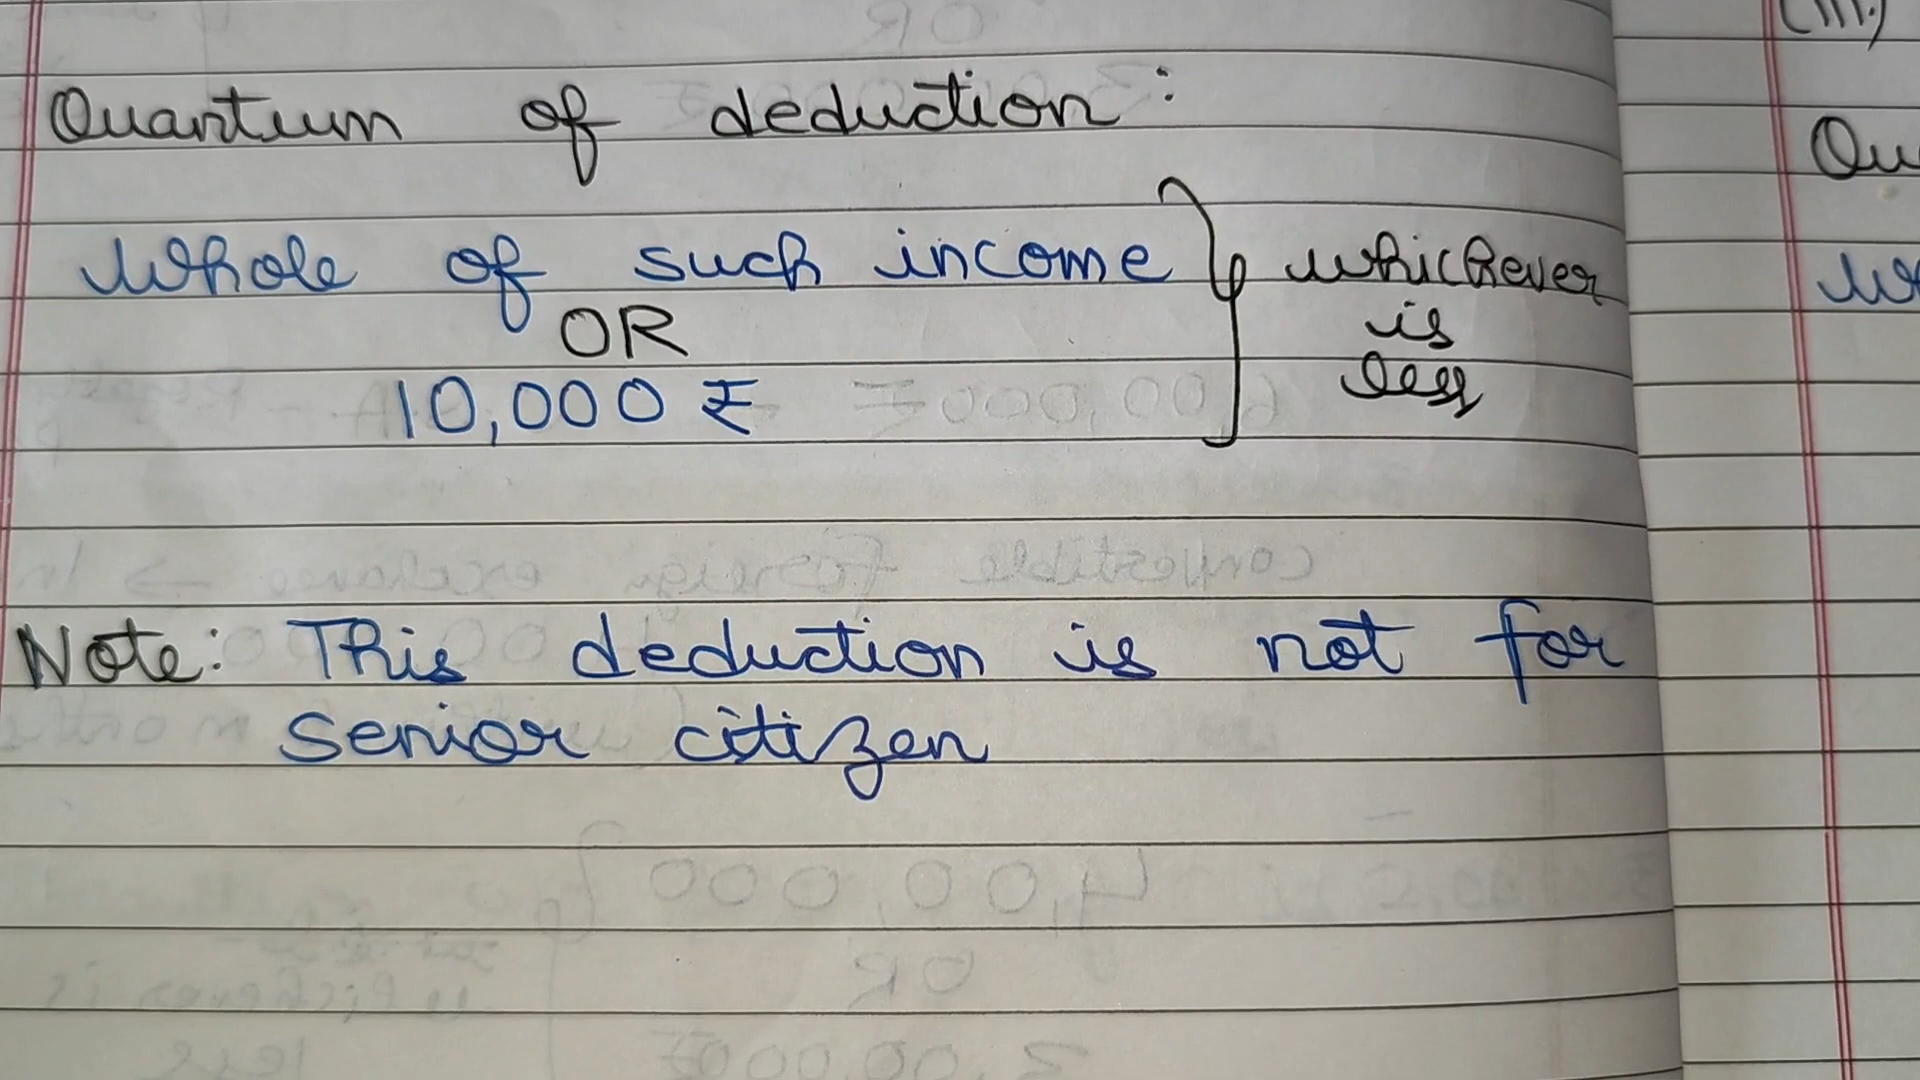 Quantum of deduction:
Whole of such income
OR
10,000 ₹
whichever
is
less
Note: This deduction is not for
senior citizen
(iii)